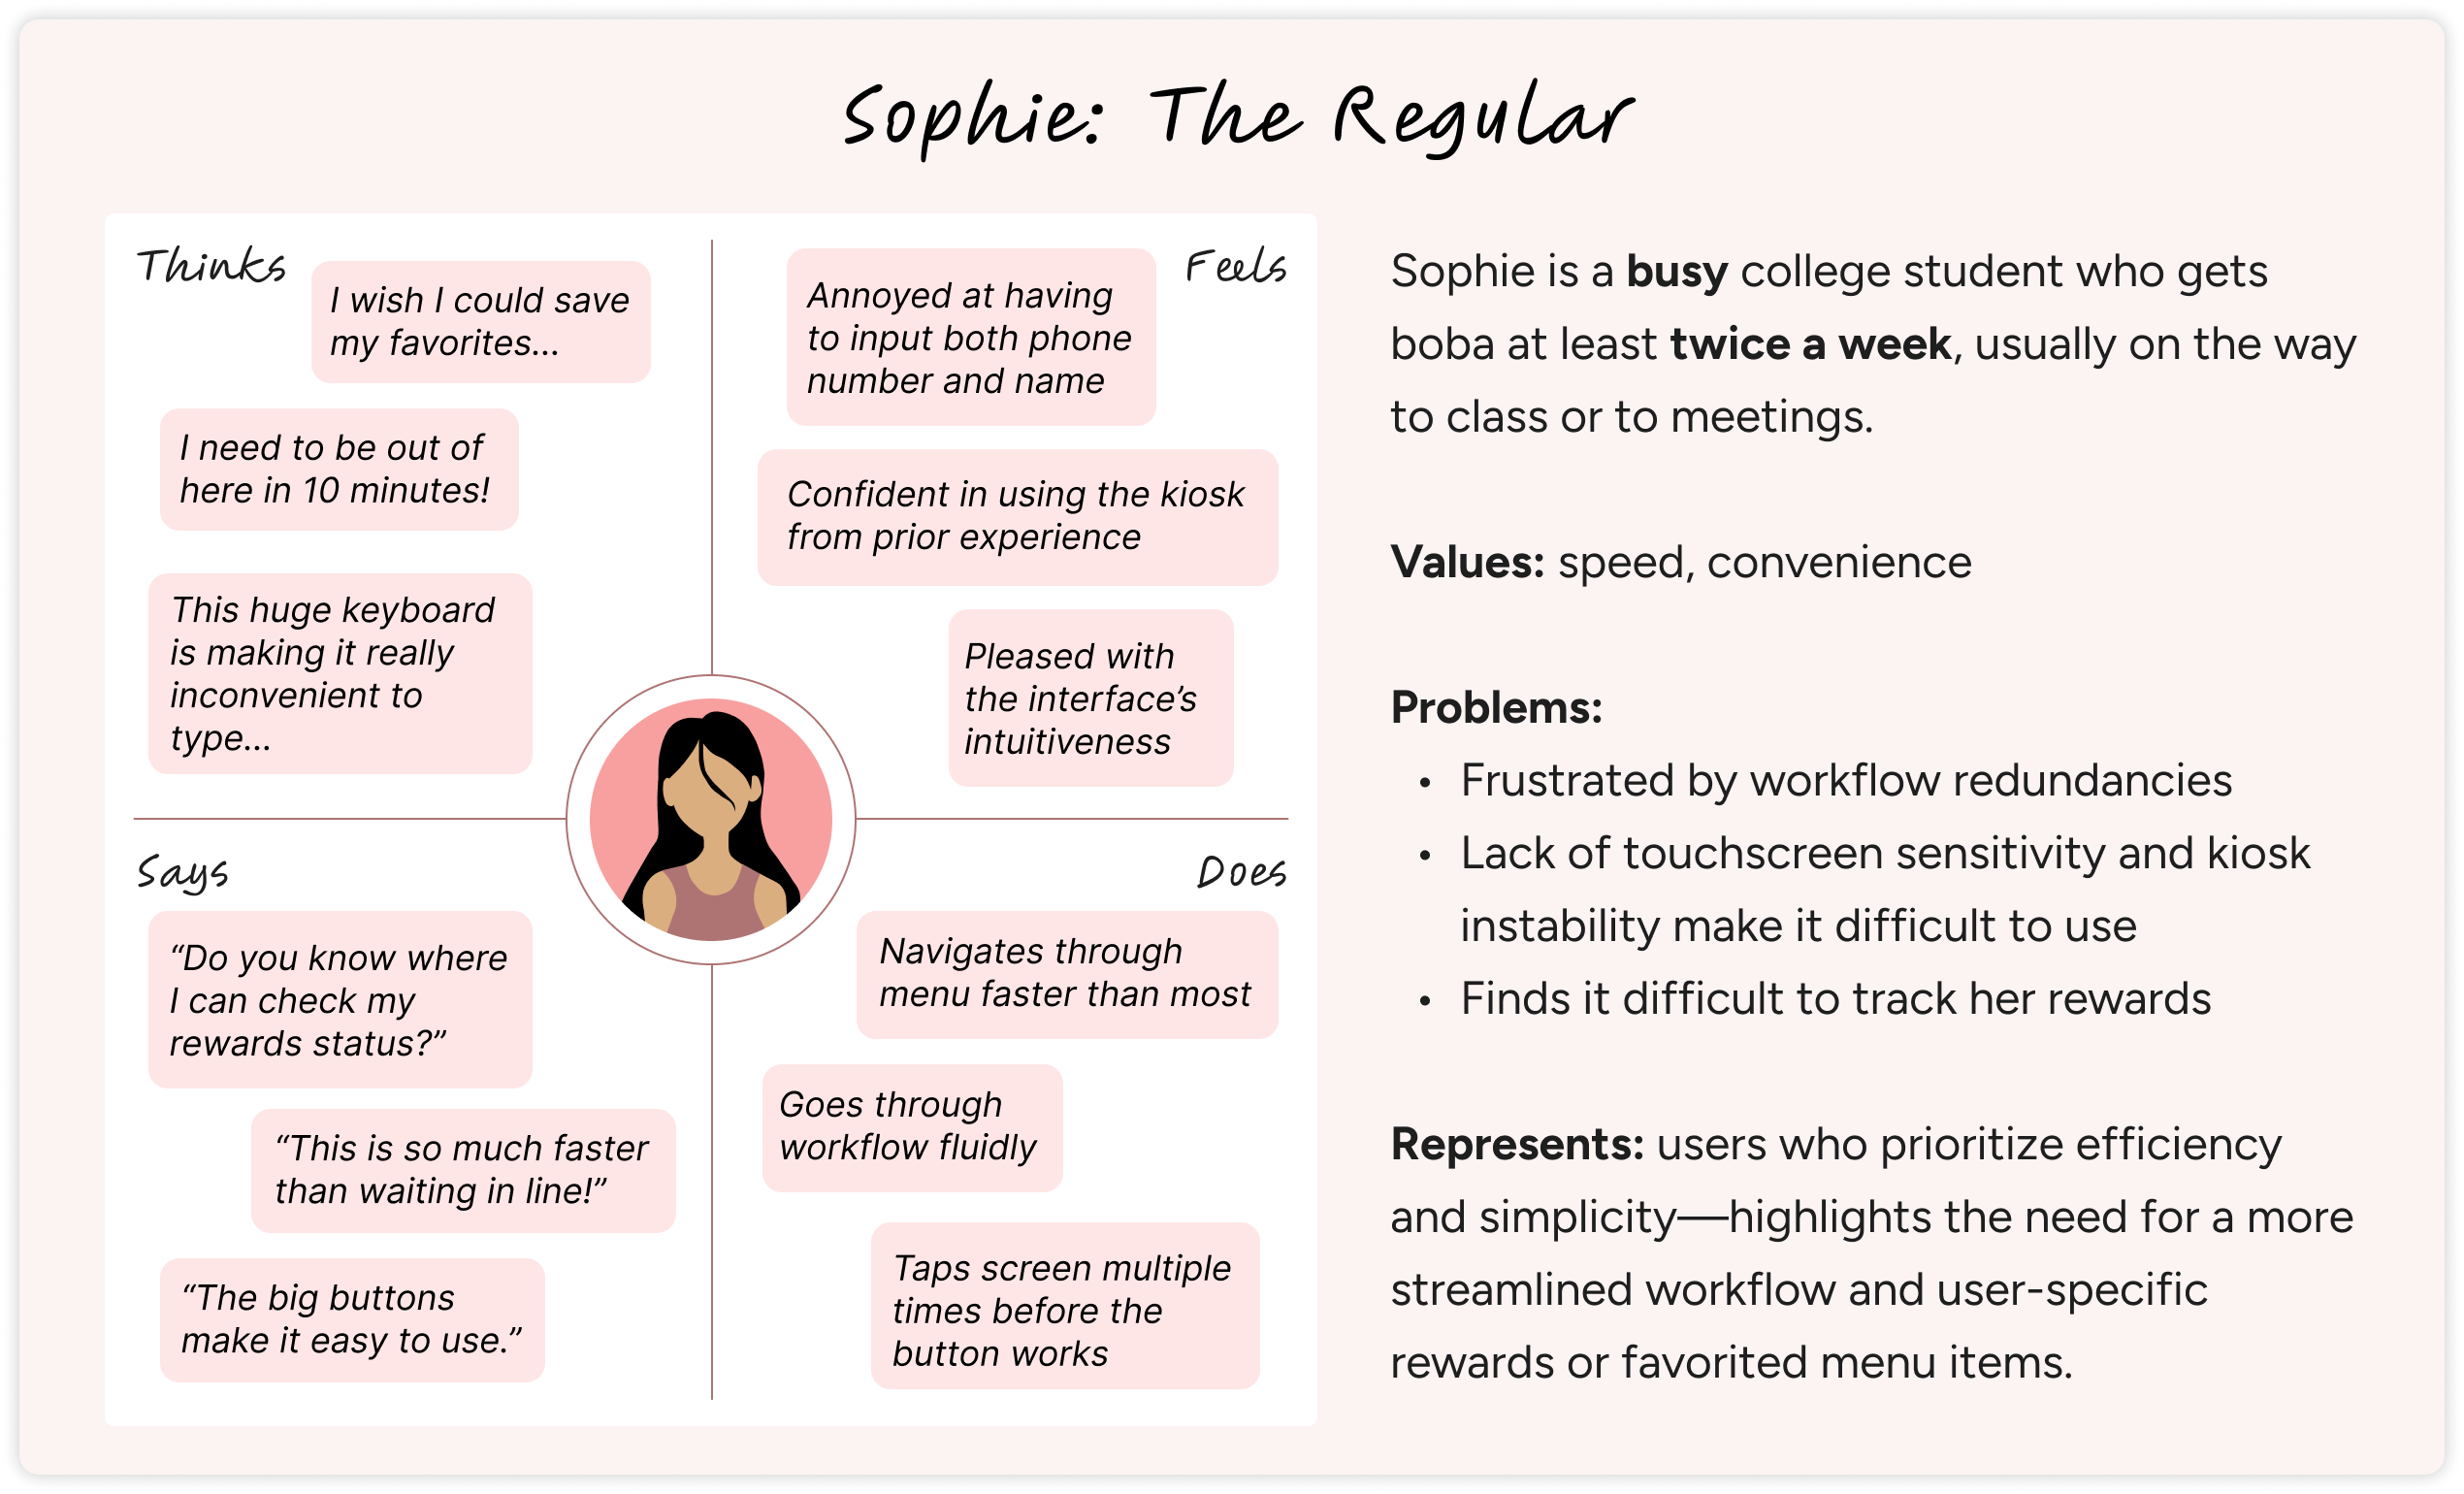 Sophie: The Regular
Thinks
I wish I could save
my favorites...
I need to be out of
here in 10 minutes!
This huge keyboard
is making it really
inconvenient to
type...
Feels
Annoyed at having
to input both phone
number and name
Confident in using the kiosk
from prior experience
Pleased with
the interface’s
intuitiveness
Says
“Do you know where
I can check my
rewards status?”
“This is so much faster
than waiting in line!”
“The big buttons
make it easy to use.”
Does
Navigates through
menu faster than most
Goes through
workflow fluidly
Taps screen multiple
times before the
button works
Sophie is a busy college student who gets
boba at least twice a week, usually on the way
to class or to meetings.
Values: speed, convenience
Problems:
• Frustrated by workflow redundancies
• Lack of touchscreen sensitivity and kiosk
instability make it difficult to use
• Finds it difficult to track her rewards
Represents: users who prioritize efficiency
and simplicity—highlights the need for a more
streamlined workflow and user-specific
rewards or favorited menu items.